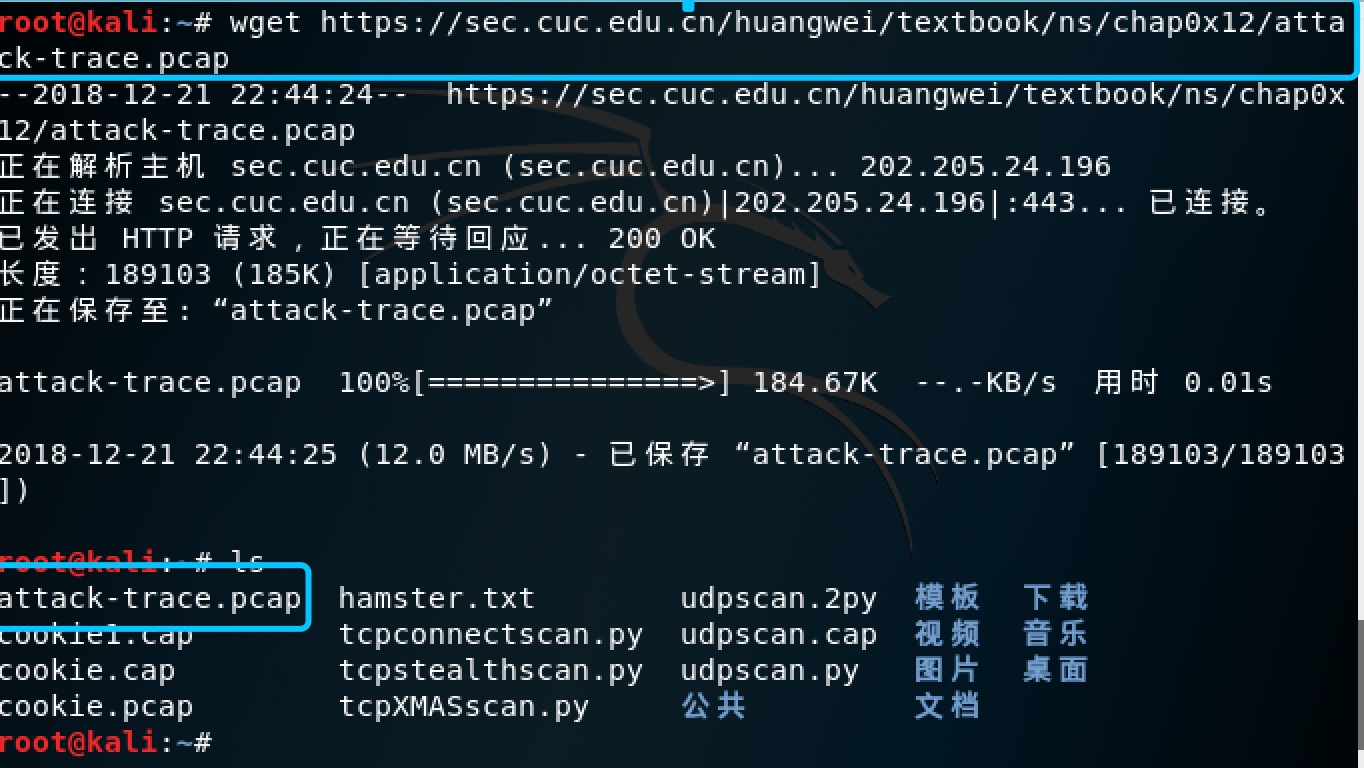 root@kali:~# wget https://sec.cuc.edu.cn/huangwei/textbook/ns/chap0x12/atta
ck-trace.pcap
--2018-12-21 22:44:24--  https://sec.cuc.edu.cn/huangwei/textbook/ns/chap0x
12/attack-trace.pcap
正在解析主机 sec.cuc.edu.cn (sec.cuc.edu.cn)... 202.205.24.196
正在连接 sec.cuc.edu.cn (sec.cuc.edu.cn)|202.205.24.196|:443... 已连接。
已发出 HTTP 请求，正在等待回应... 200 OK
长度：189103 (185K) [application/octet-stream]
正在保存至: “attack-trace.pcap”
attack-trace.pcap  100%[===============>] 184.67K  --.-KB/s  用时 0.01s
2018-12-21 22:44:25 (12.0 MB/s) - 已保存 “attack-trace.pcap” [189103/189103
])
root@kali:~# ls
attack-trace.pcap  hamster.txt  udpscan.2py  模板  下载
cookie1.cap  tcpconnectscan.py  udpscan.cap  视频  音乐
cookie.cap  tcpstealthscan.py  udpscan.py  图片  桌面
cookie.pcap  tcpXMASscan.py  公共  文档
root@kali:~#